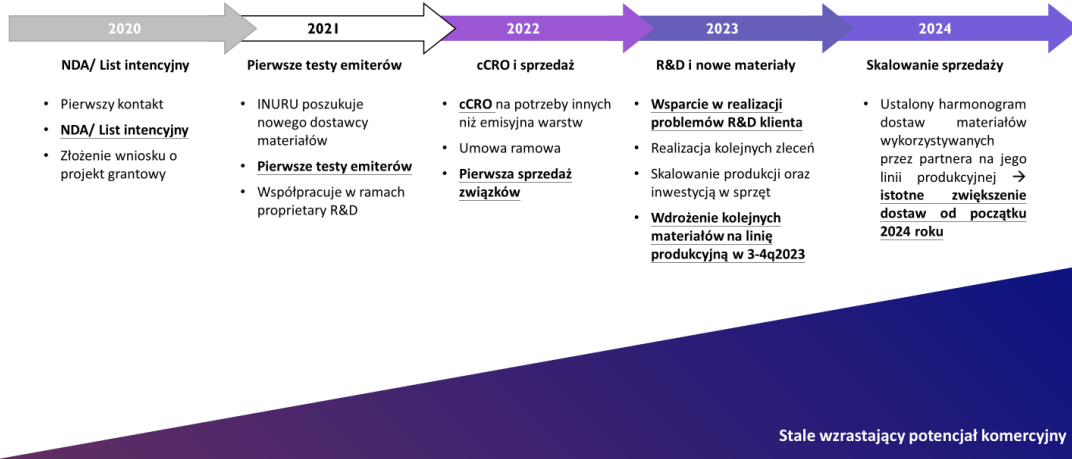 2020
2021
2022
2023
2024
NDA/ List intencyjny
• Pierwszy kontakt
• NDA/ List intencyjny
• Złożenie wniosku o
projekt grantowy
Pierwsze testy emiterów
• INURU poszukuje
nowego dostawcy
materiałów
• Pierwsze testy emiterów
• Współpracuje w ramach
proprietary R&D
cCRO i sprzedaż
• cCRO na potrzeby innych
niż emisyjna warstw
• Umowa ramowa
• Pierwsza sprzedaż
związków
R&D i nowe materiały
• Wsparcie w realizacji
problemów R&D klienta
• Realizacja kolejnych zleceń
• Skalowanie produkcji oraz
inwestycją w sprzęt
• Wdrożenie kolejnych
materiałów na linię
produkcyjną w 3-4q2023
Skalowanie sprzedaży
• Ustalony harmonogram
dostaw materiałów
wykorzystywanych
przez partnera na jego
linii produkcyjnej →
istotne zwiększenie
dostaw od początku
2024 roku
Stale wzrastający potencjał komercyjny